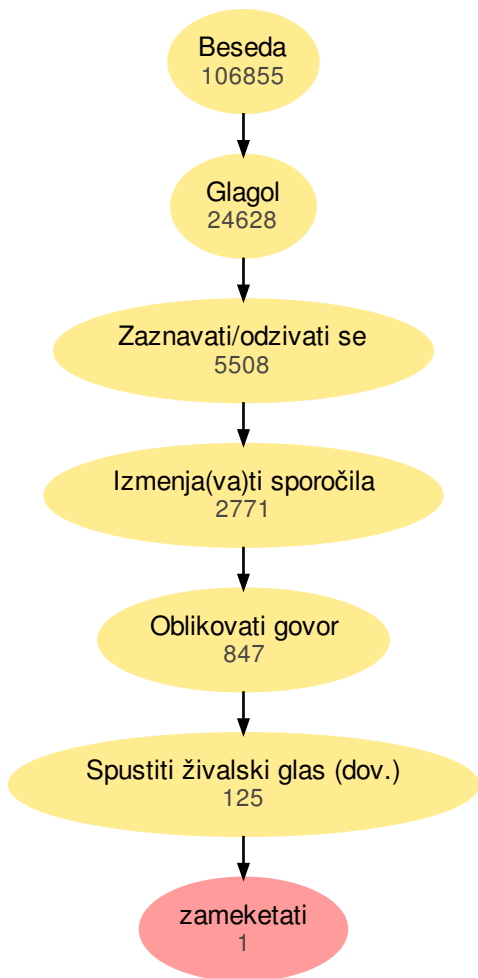 Beseda
106855
Glagol
24628
Zaznavati/odzivati se
5508
Izmenja(va)ti sporočila
2771
Oblikovati govor
847
Spustiti živalski glas (dov.)
125
zameketati
1